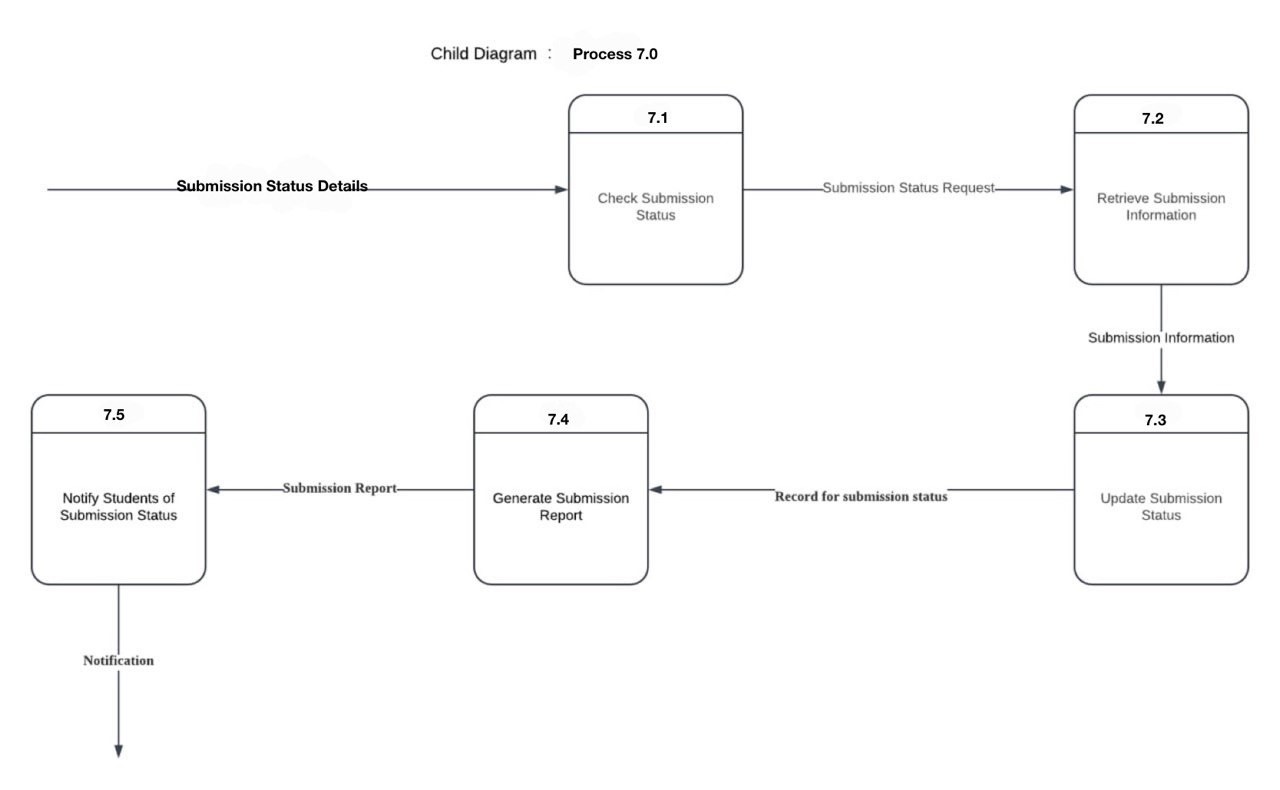 Child Diagram : Process 7.0
7.1
7.2
Submission Status Details
Submission Status Request
Check Submission
Status
Retrieve Submission
Information
Submission Information
7.5
7.4
7.3
Submission Report
Record for submission status
Notify Students of
Submission Status
Generate Submission
Report
Update Submission
Status
Notification